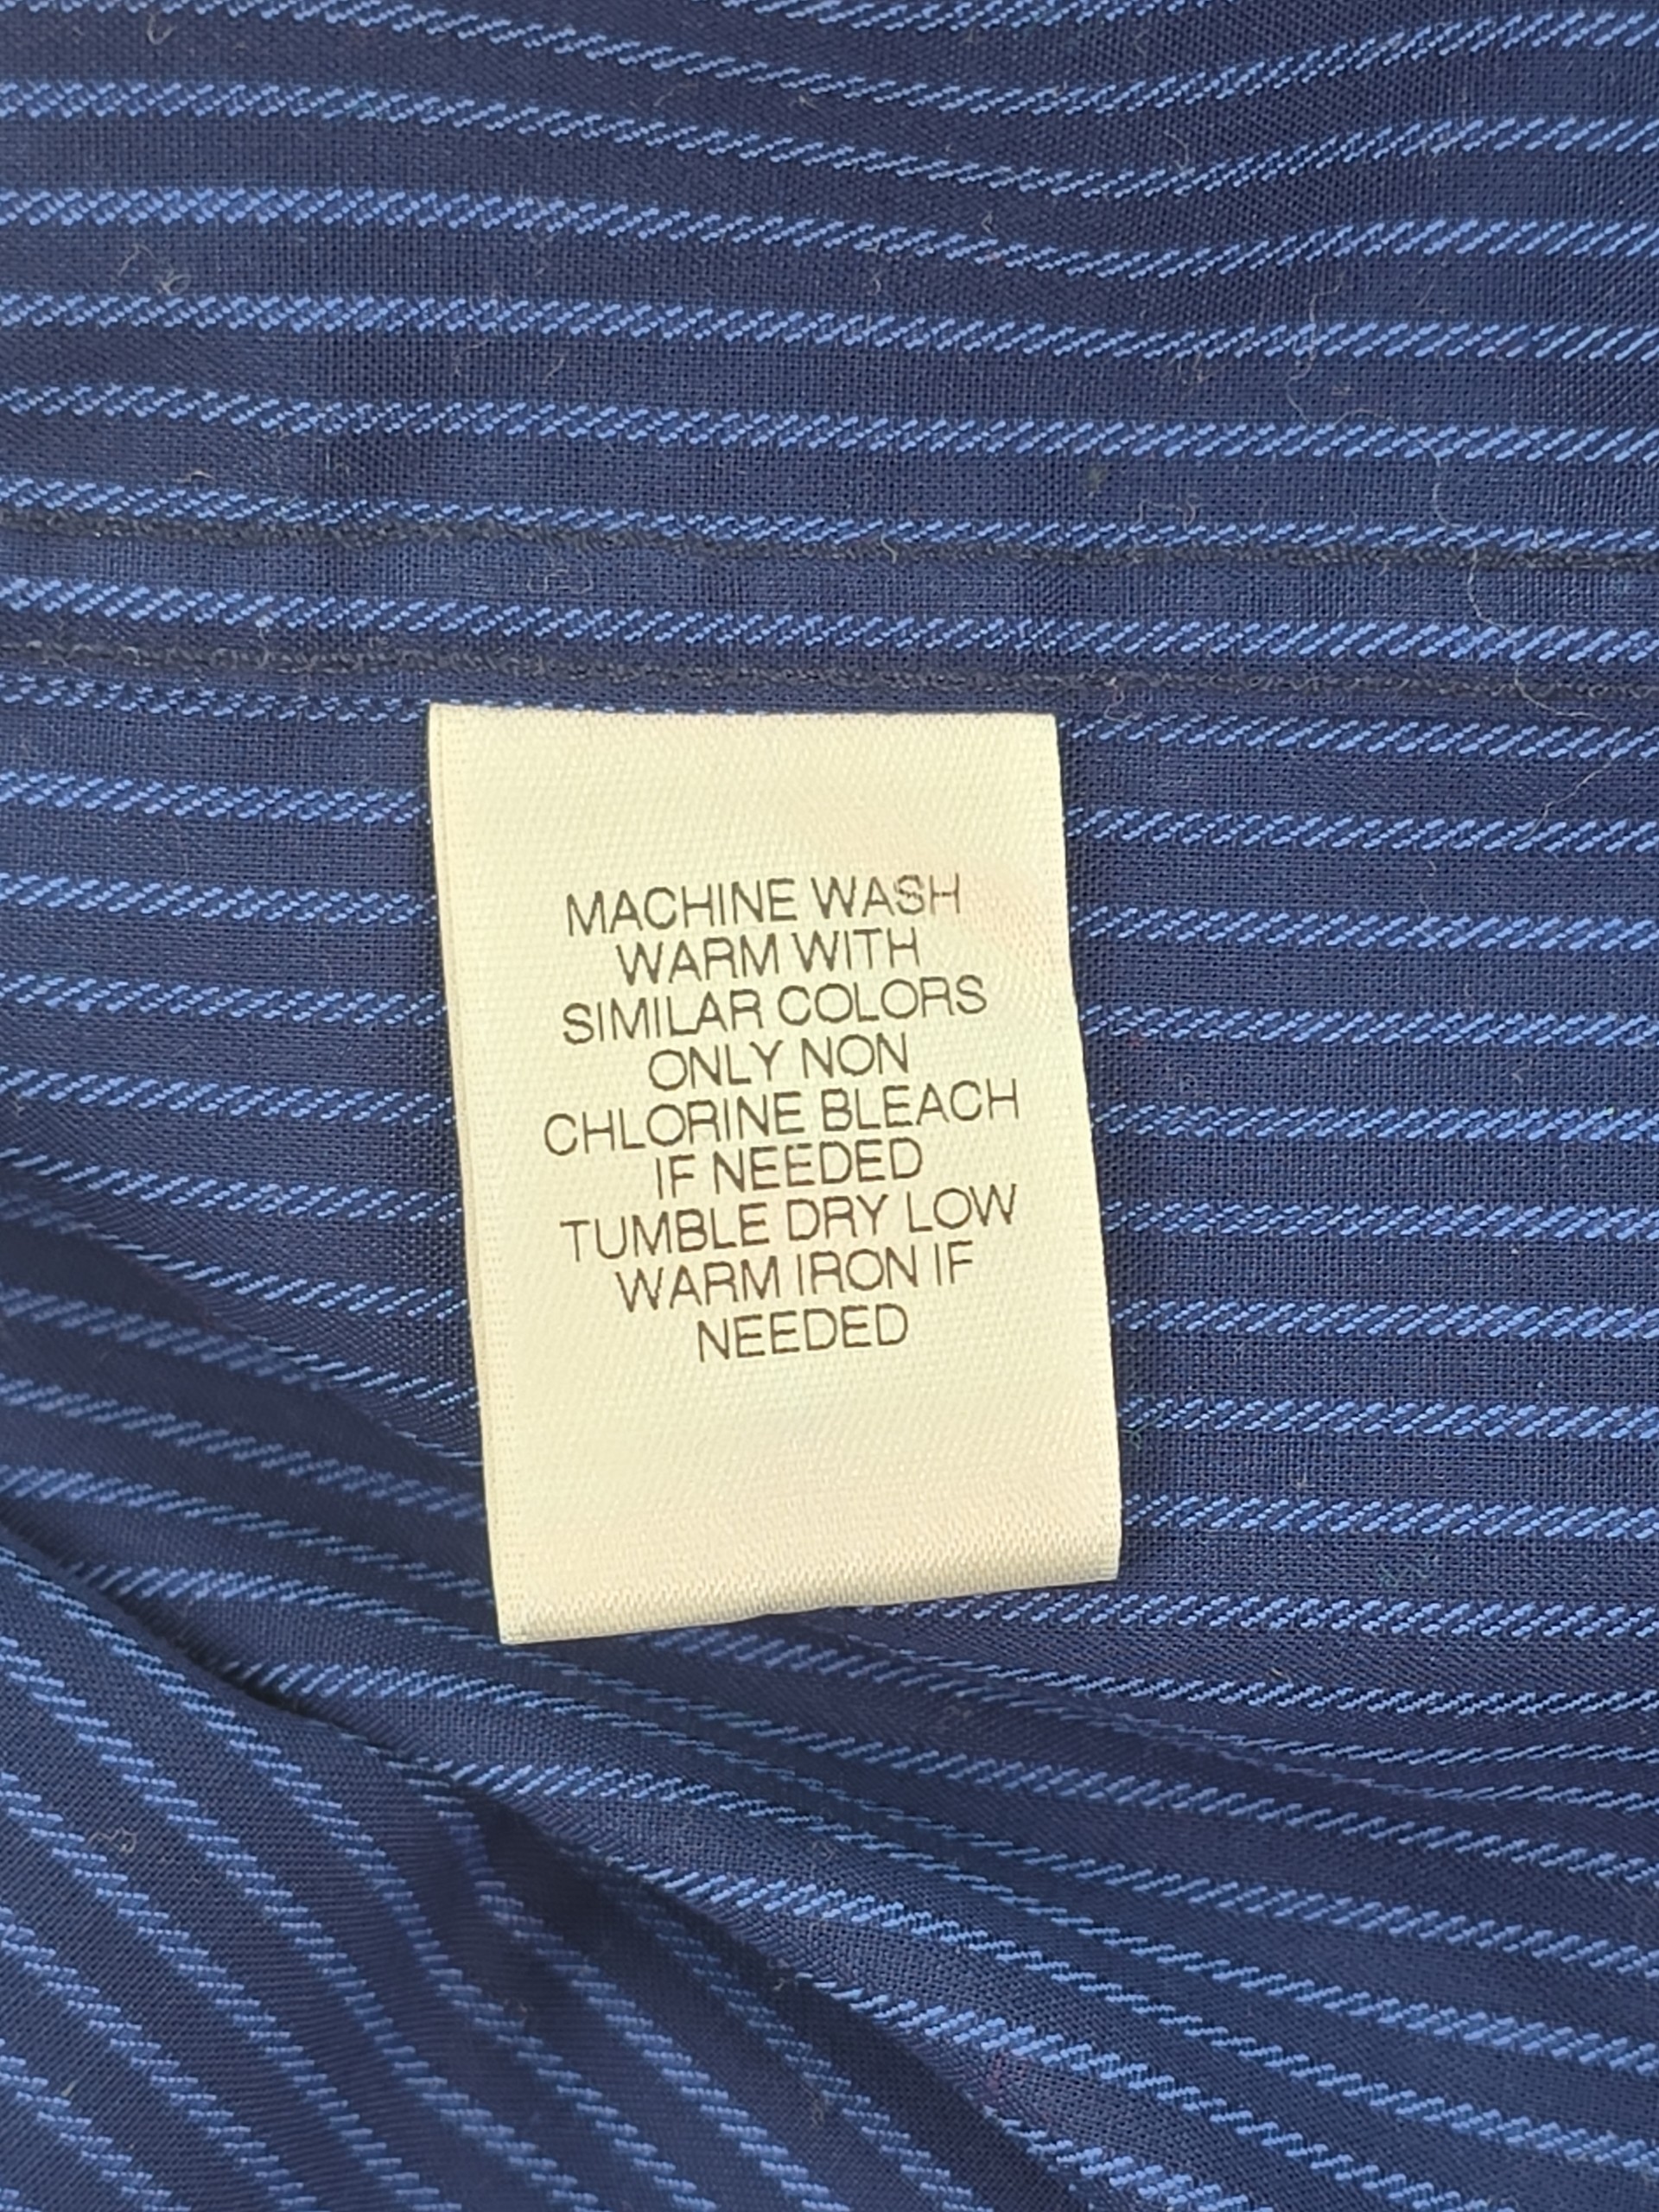 MACHINE WASH
WARM WITH
SIMILAR COLORS
ONLY NON
CHLORINE BLEACH
IF NEEDED
TUMBLE DRY LOW
WARM IRON IF
NEEDED